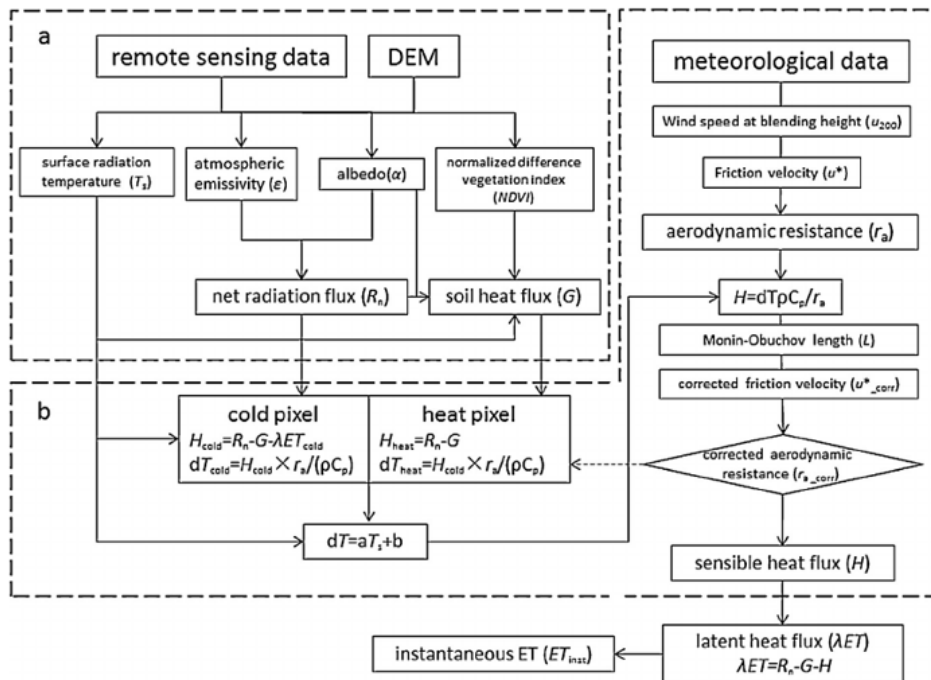 a
remote sensing data
DEM
surface radiation
temperature (Ts)
atmospheric
emissivity (ε)
albedo(α)
normalized difference
vegetation index
(NDVI)
net radiation flux (Rn)
soil heat flux (G)
meteorological data
Wind speed at blending height (u200)
Friction velocity (u*)
aerodynamic resistance (ra)
H=dTρCp/ra
Monin-Obuchov length (L)
corrected friction velocity (u*_corr)
corrected aerodynamic
resistance (ra_corr)
sensible heat flux (H)
b
cold pixel
Hcold=Rn-G-λETcold
dTcold=Hcold×ra/(ρCp)
heat pixel
Hheat=Rn-G
dTheat=Hcold×ra/(ρCp)
dT=aTs+b
latent heat flux (λET)
λET=Rn-G-H
instantaneous ET (ETinst)